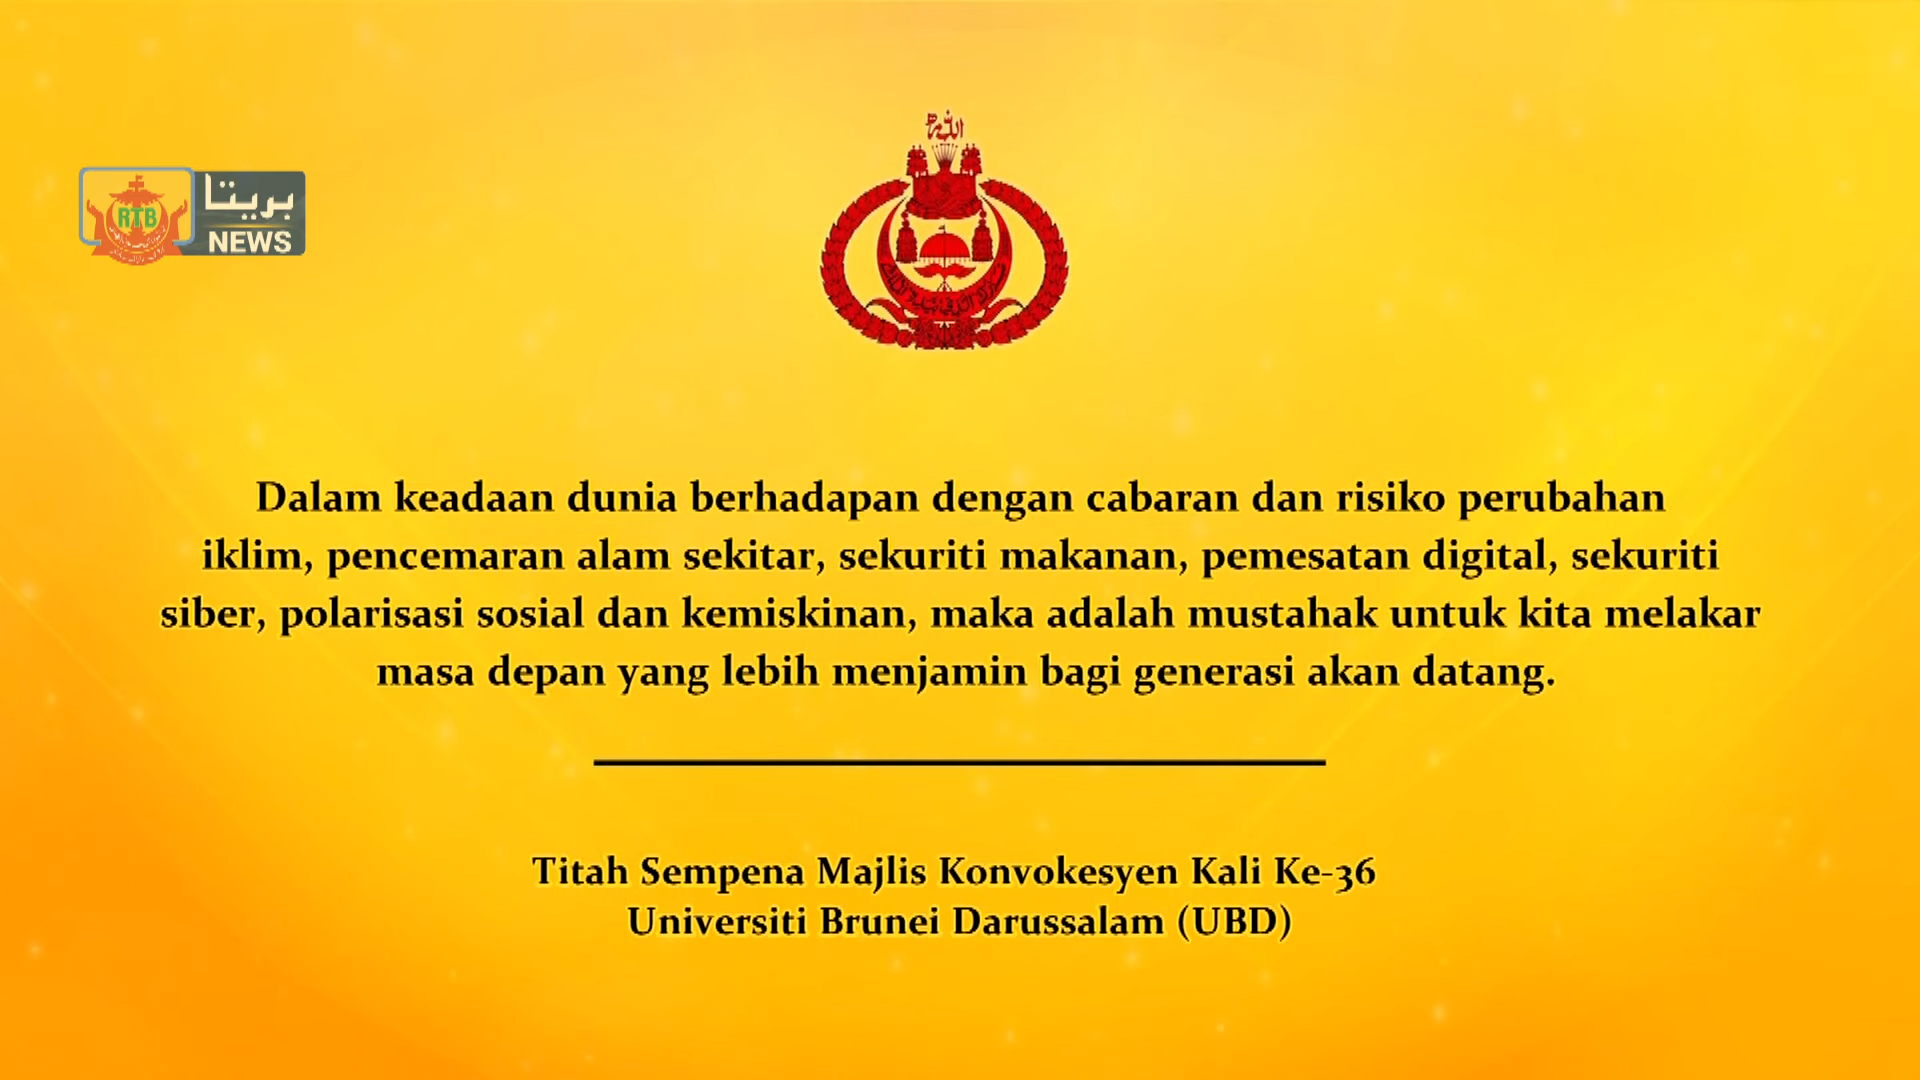 RTB
بريتا
NEWS
Dalam keadaan dunia berhadapan dengan cabaran dan risiko perubahan
iklim, pencemaran alam sekitar, sekuriti makanan, pemesatan digital, sekuriti
siber, polarisasi sosial dan kemiskinan, maka adalah mustahak untuk kita melakar
masa depan yang lebih menjamin bagi generasi akan datang.
Titah Sempena Majlis Konvokesyen Kali Ke-36
Universiti Brunei Darussalam (UBD)